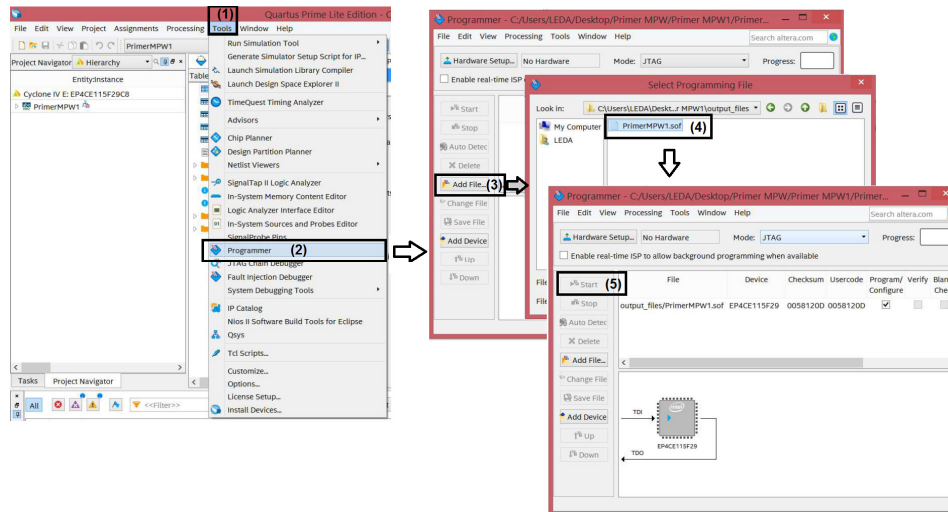 (1)
Quartus Prime Lite Edition - C
File Edit View Project Assignments Tools Window Help
PrimerMPW1
Project Navigator Hierarchy
Entity:Instance
Cyclone IV E: EP4CE115F29C8
PrimerMPW1
Table
Run Simulation Tool
Generate Simulator Setup Script for IP...
Launch Simulation Library Compiler
Launch Design Space Explorer II
TimeQuest Timing Analyzer
Advisors
Chip Planner
Design Partition Planner
Netlist Viewers
SignalTap II Logic Analyzer
In-System Memory Content Editor
Logic Analyzer Interface Editor
In-System Sources and Probes Editor
SignalProbe Pins...
Programmer (2)
JTAG Chain Debugger
Fault Injection Debugger
System Debugging Tools
IP Catalog
Nios II Software Build Tools for Eclipse
Qsys
Tcl Scripts...
Customize...
Options...
License Setup...
Install Devices...
Tasks Project Navigator
All <<Filter>>
Programmer - C:/Users/LEDA/Desktop/Primer MPW/Primer MPW1/Primer...
File Edit View Processing Tools Window Help
Search altera.com
Hardware Setup... No Hardware Mode: JTAG Progress:
Enable real-time ISP
Start
Stop
Auto Detec
Delete
Add File... (3)
Change File
Save File
Add Device
Up
Down
Select Programming File
Look in: C:\Users\LEDA\Deskt...r MPW1\output_files
My Computer
LEDA
PrimerMPW1.sof (4)
File
File
Programmer - C:/Users/LEDA/Desktop/Primer MPW/Primer MPW1/Primer...
File Edit View Processing Tools Window Help
Search altera.com
Hardware Setup... No Hardware Mode: JTAG Progress:
Enable real-time ISP to allow background programming when available
Start (5)
Stop
Auto Detec
Delete
Add File...
Change File
Save File
Add Device
Up
Down
File Device Checksum Usercode Program/ Verify Blan
Configure Che
output_files/PrimerMPW1.sof EP4CE115F29 0058120D 0058120D
TDI
intel
EP4CE115F29
TDO